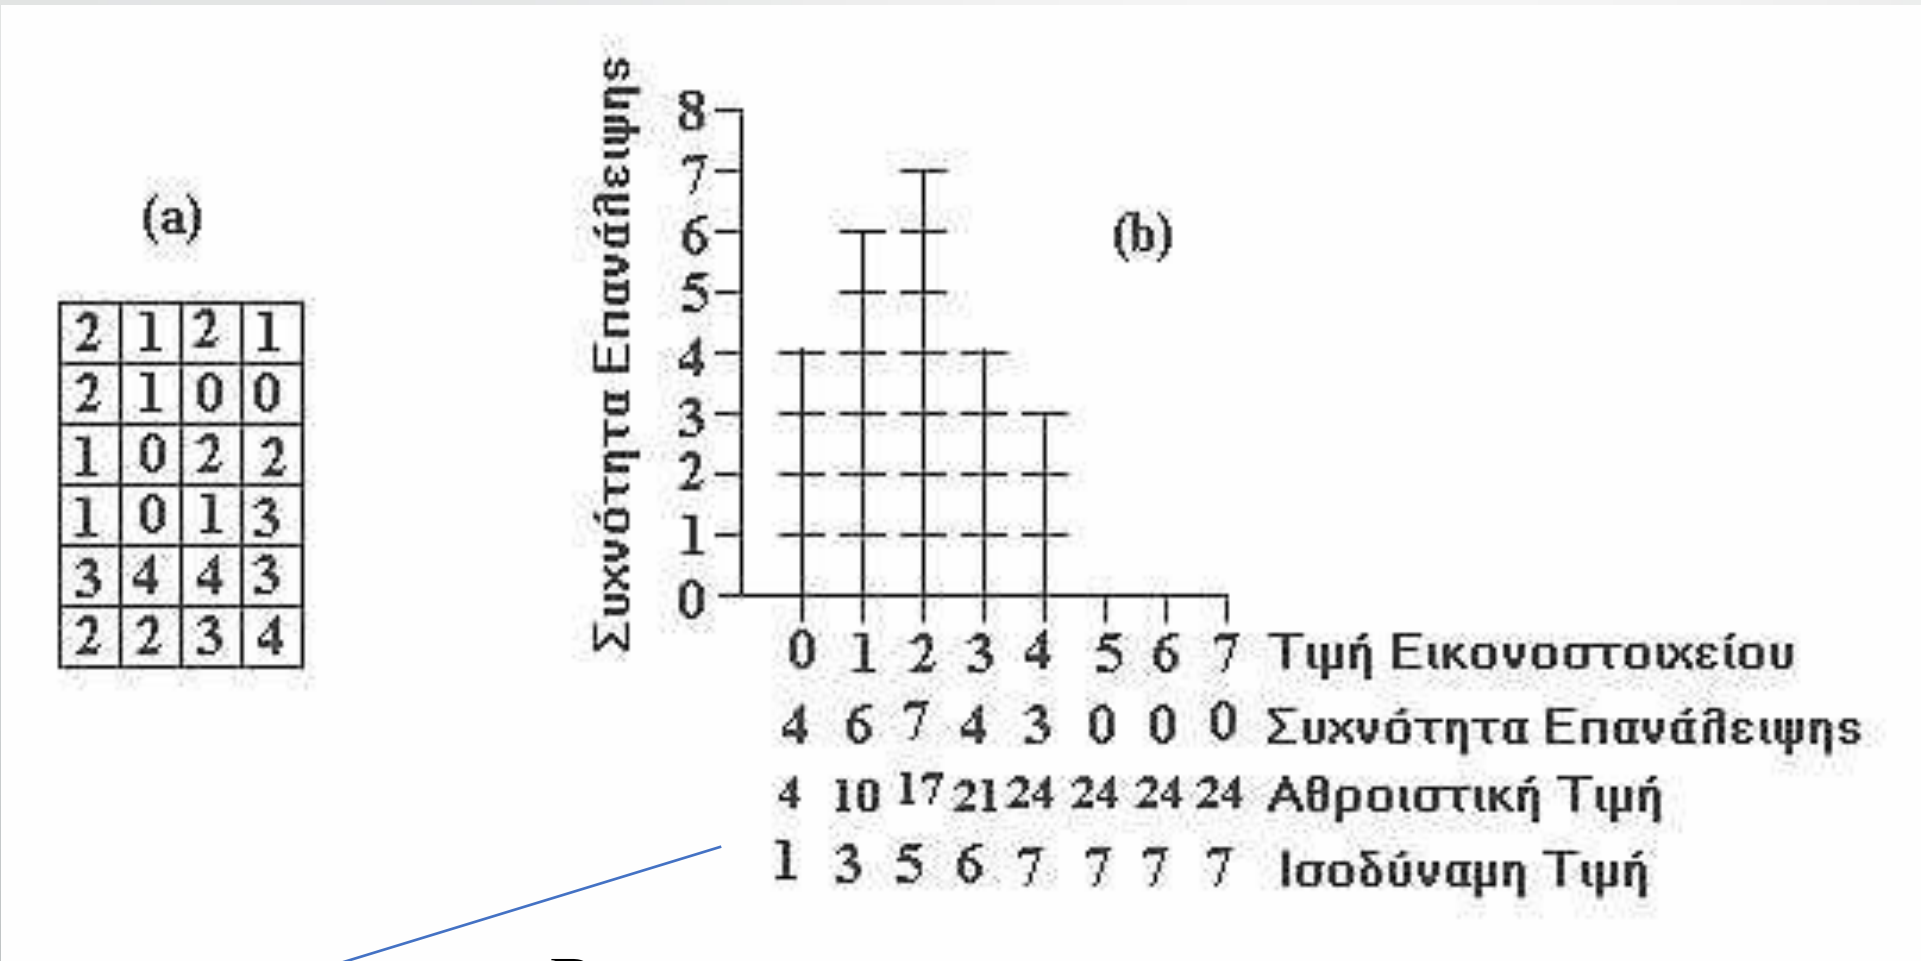 (a)
2 1 2 1
2 1 0 0
1 0 2 2
1 0 1 3
3 4 4 3
2 2 3 4
Συχνότητα Επανάλειψης
8
7
6
5
4
3
2
1
0
(b)
0 1 2 3 4 5 6 7 Τιμή Εικονοστοιχείου
4 6 7 4 3 0 0 0 Συχνότητα Επανάλειψης
4 10 17 21 24 24 24 24 Αθροιστική Τιμή
1 3 5 6 7 7 7 7 Ισοδύναμη Τιμή